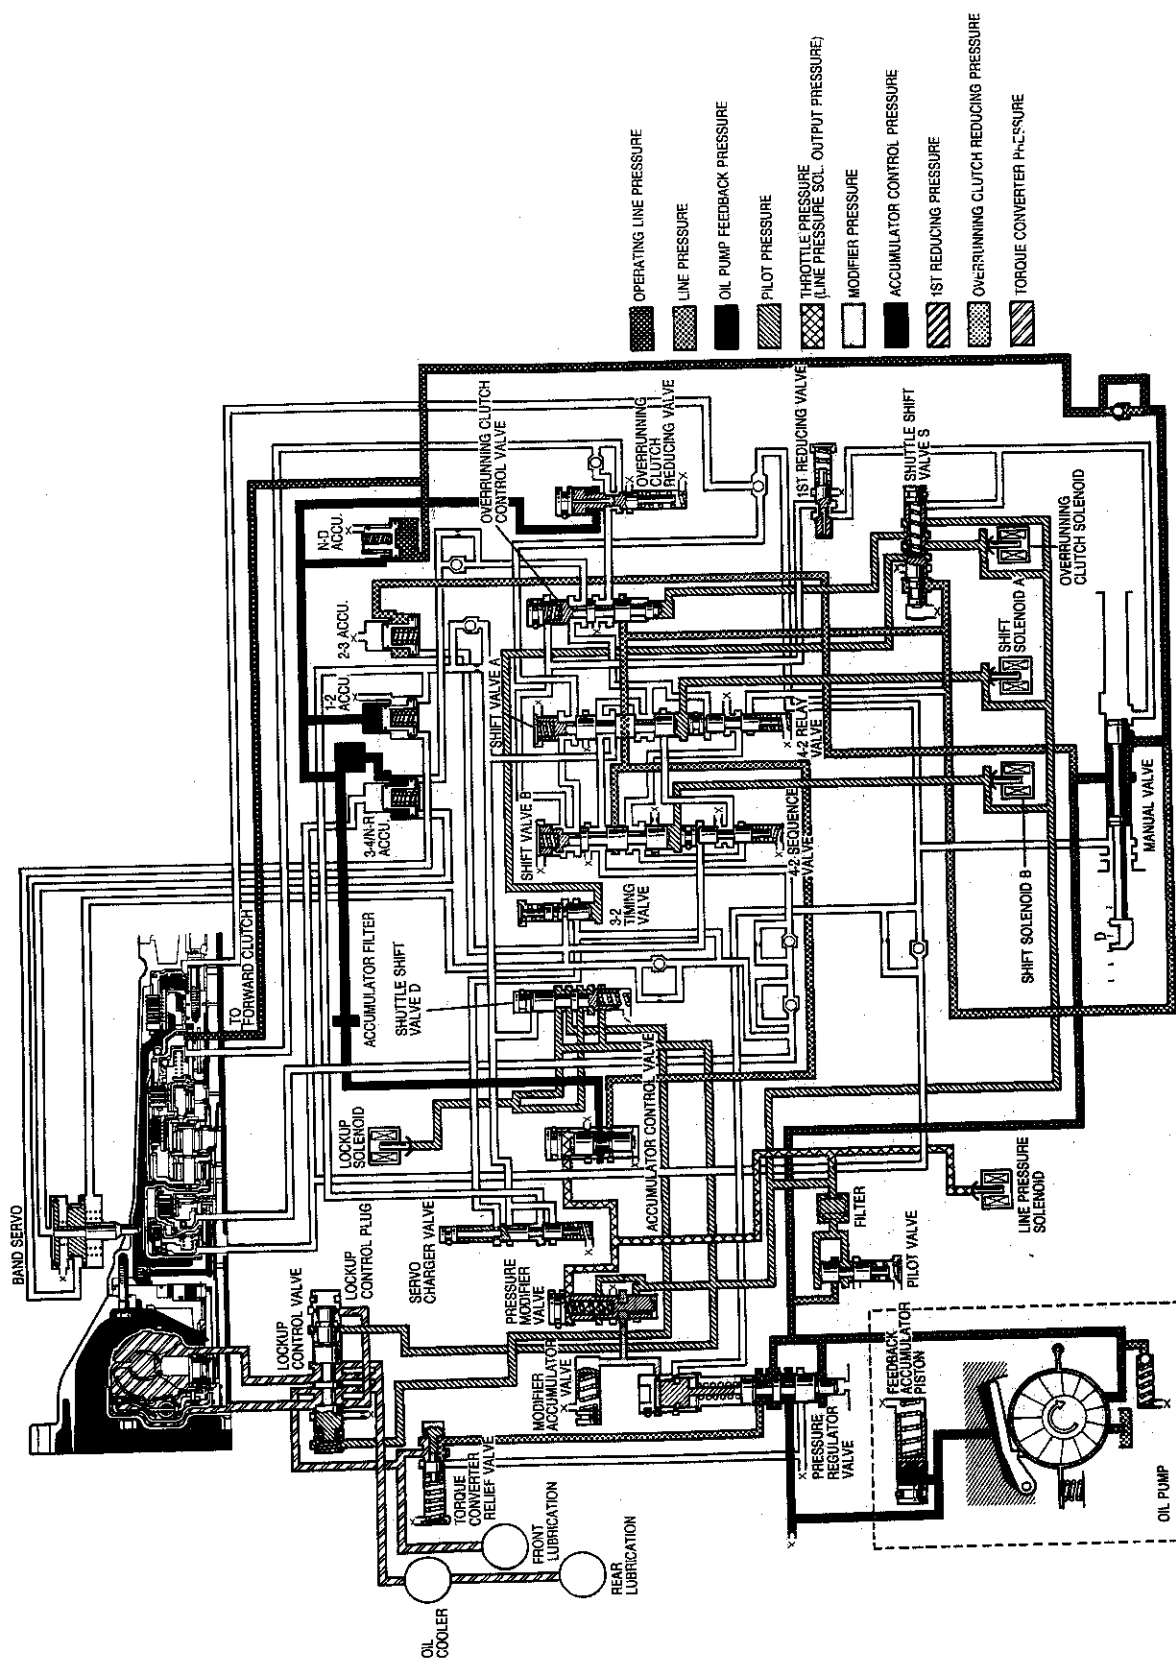 BAND SERVO
TO
FORWARD CLUTCH
LOCKUP
CONTROL VALVE
LOCKUP
CONTROL PLUG
TORQUE
CONVERTER
RELIEF VALVE
OIL
COOLER
FRONT
LUBRICATION
REAR
LUBRICATION
LOCKUP
SOLENOID
SERVO
CHARGER VALVE
PRESSURE
MODIFIER
VALVE
MODIFIER
ACCUMULATOR
VALVE
ACCUMULATOR CONTROL VALVE
ACCUMULATOR FILTER
SHUTTLE SHIFT
VALVE D
3-4/N-R
ACCU.
1-2
ACCU.
2-3 ACCU.
N-D
ACCU.
SHIFT VALVE B
SHIFT VALVE A
OVERRUNNING CLUTCH
CONTROL VALVE
OVERRUNNING
CLUTCH
REDUCING VALVE
3-2
TIMING
VALVE
4-2 SEQUENCE
VALVE
4-2 RELAY
VALVE
1ST REDUCING VALVE
SHUTTLE SHIFT
VALVE S
PRESSURE
REGULATOR
VALVE
FEEDBACK
ACCUMULATOR
PISTON
OIL PUMP
PILOT VALVE
FILTER
LINE PRESSURE
SOLENOID
SHIFT SOLENOID B
SHIFT
SOLENOID A
OVERRUNNING
CLUTCH SOLENOID
D
MANUAL VALVE
OPERATING LINE PRESSURE
LINE PRESSURE
OIL PUMP FEEDBACK PRESSURE
PILOT PRESSURE
THROTTLE PRESSURE
(LINE PRESSURE SOL. OUTPUT PRESSURE)
MODIFIER PRESSURE
ACCUMULATOR CONTROL PRESSURE
1ST REDUCING PRESSURE
OVERRUNNING CLUTCH REDUCING PRESSURE
TORQUE CONVERTER PRESSURE